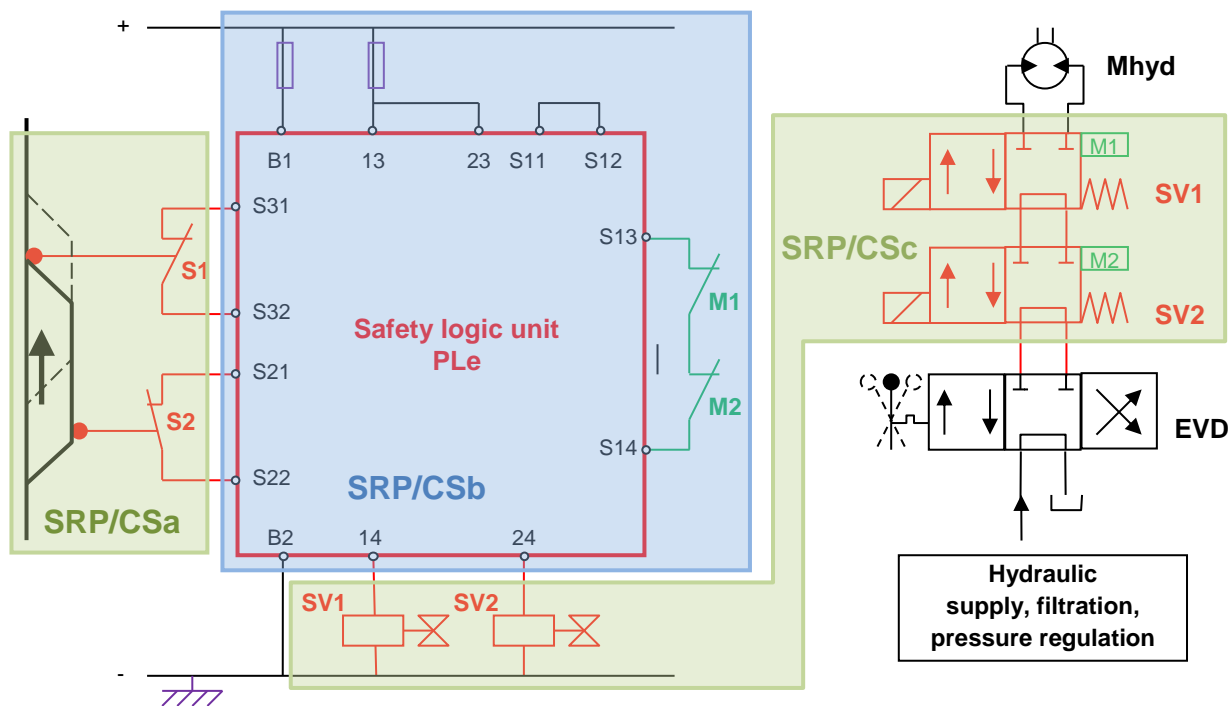 +
Mhyd
B1
13
23
S11
S12
M1
S31
S13
SV1
SRP/CSc
S1
M1
M2
S32
Safety logic unit
PLe
SV2
S21
S2
M2
EVD
S14
S22
SRP/CSb
SRP/CSa
B2
14
24
Hydraulic
supply, filtration,
pressure regulation
SV1
SV2
-